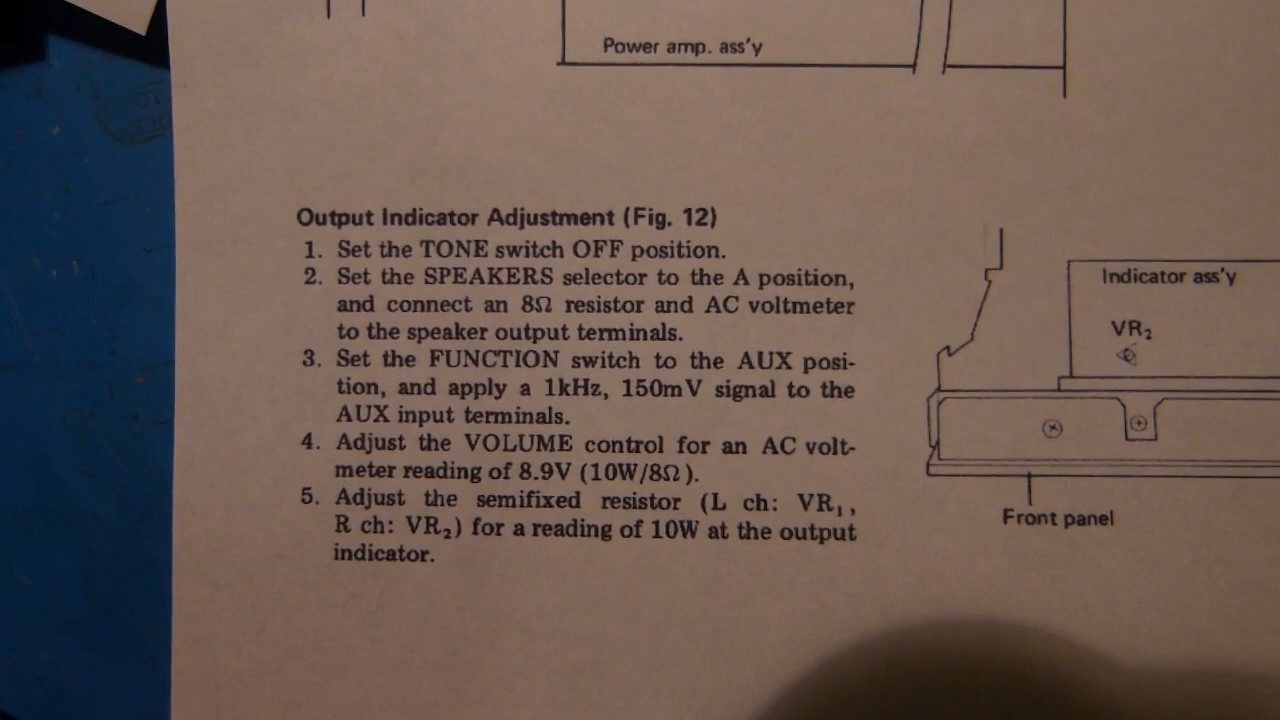 Power amp. ass'y
Output Indicator Adjustment (Fig. 12)
1. Set the TONE switch OFF position.
2. Set the SPEAKERS selector to the A position,
and connect an 8Ω resistor and AC voltmeter
to the speaker output terminals.
3. Set the FUNCTION switch to the AUX posi-
tion, and apply a 1kHz, 150mV signal to the
AUX input terminals.
4. Adjust the VOLUME control for an AC volt-
meter reading of 8.9V (10W/8Ω).
5. Adjust the semifixed resistor (L ch: VR₁,
R ch: VR₂) for a reading of 10W at the output
indicator.
Indicator ass'y
VR₂
Front panel